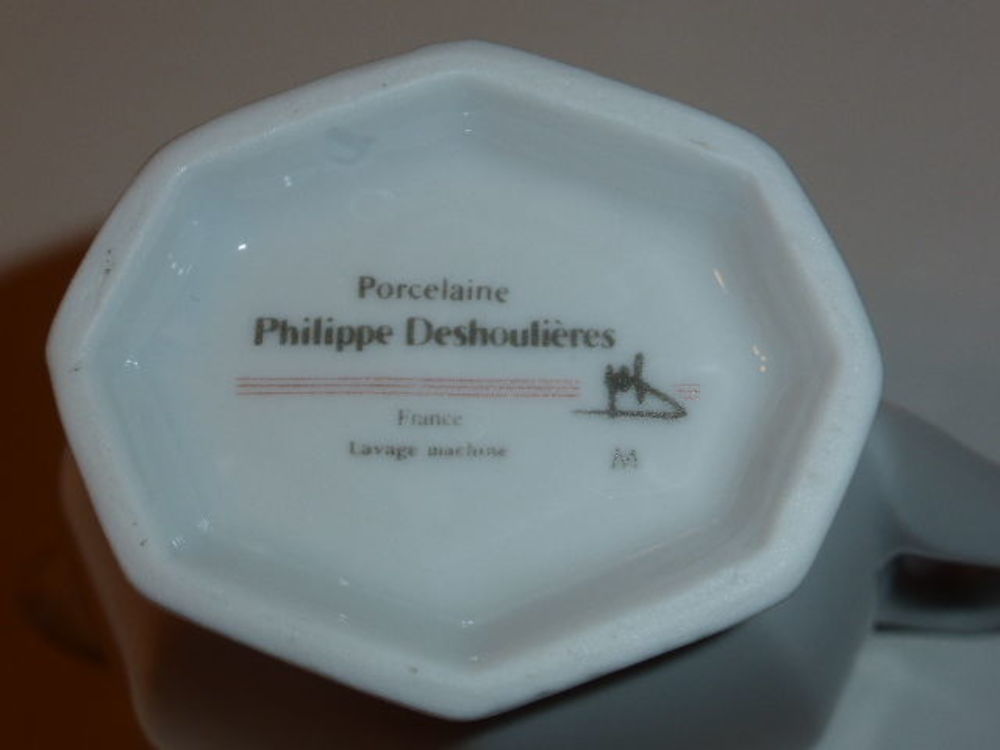 Porcelaine
Philippe Deshoulières
France
Lavage machine
M